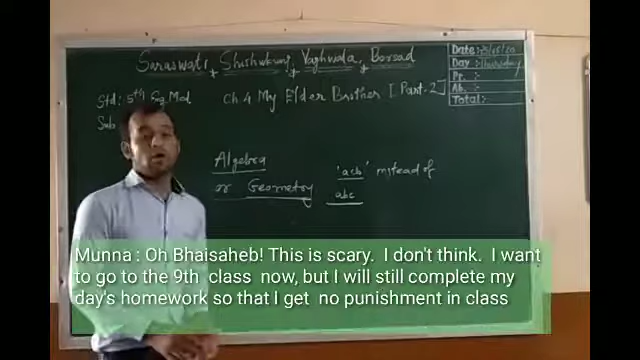 Saraswati, Shishukunj, Vaghwala, Borsad
Date:
Day : Thursday
Pr. :-
Ab. :-
Total:-
Std: 5th Eng Med
Sub
Ch 4 My Elder Brother [Part-2]
Algebra
or Geometry
'acb' instead of
abc
Munna : Oh Bhaisaheb! This is scary. I don't think. I want
to go to the 9th class now, but I will still complete my
day's homework so that I get no punishment in class